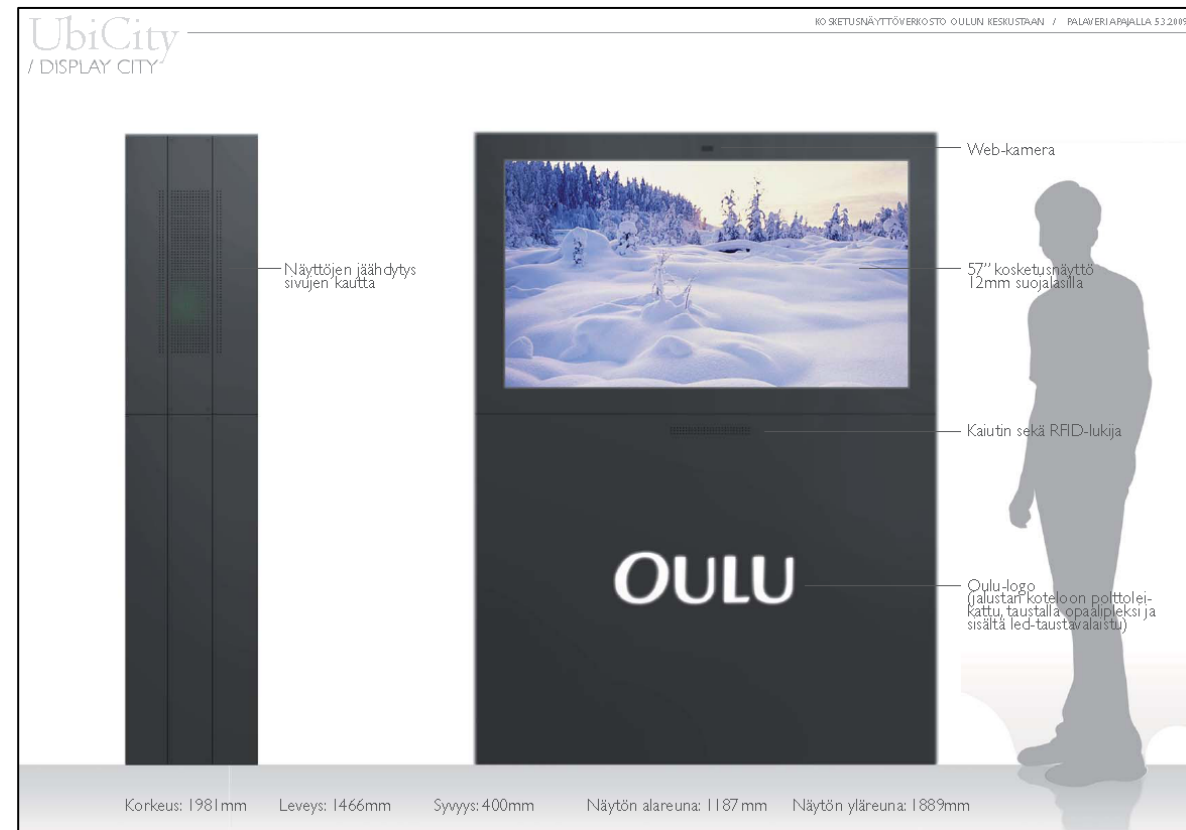 UbiCity
/ DISPLAY CITY
KOSKETUSNÄYTTÖVERKOSTO OULUN KESKUSTAAN / PALAVERI APAJALLA 5.3.2009
Web-kamera
Näyttöjen jäähdytys
sivujen kautta
57” kosketusnäyttö
12mm suojalasilla
Kaiutin sekä RFID-lukija
OULU
Oulu-logo
(jalustan koteloon polttolei-
kattu, taustalla opaalipleksi ja
sisältä led-taustavalaistu)
Korkeus: 1981mm Leveys: 1466mm Syvyys: 400mm Näytön alareuna: 1187 mm Näytön yläreuna: 1889mm